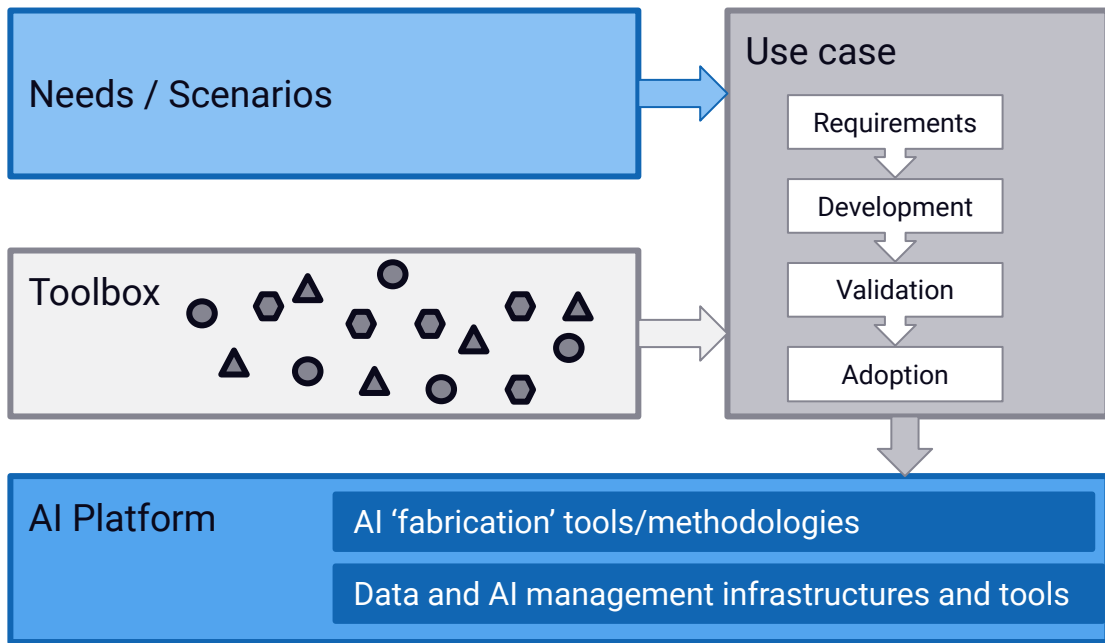 Needs / Scenarios
Use case
Requirements
Development
Validation
Adoption
Toolbox
AI Platform
AI ‘fabrication’ tools/methodologies
Data and AI management infrastructures and tools